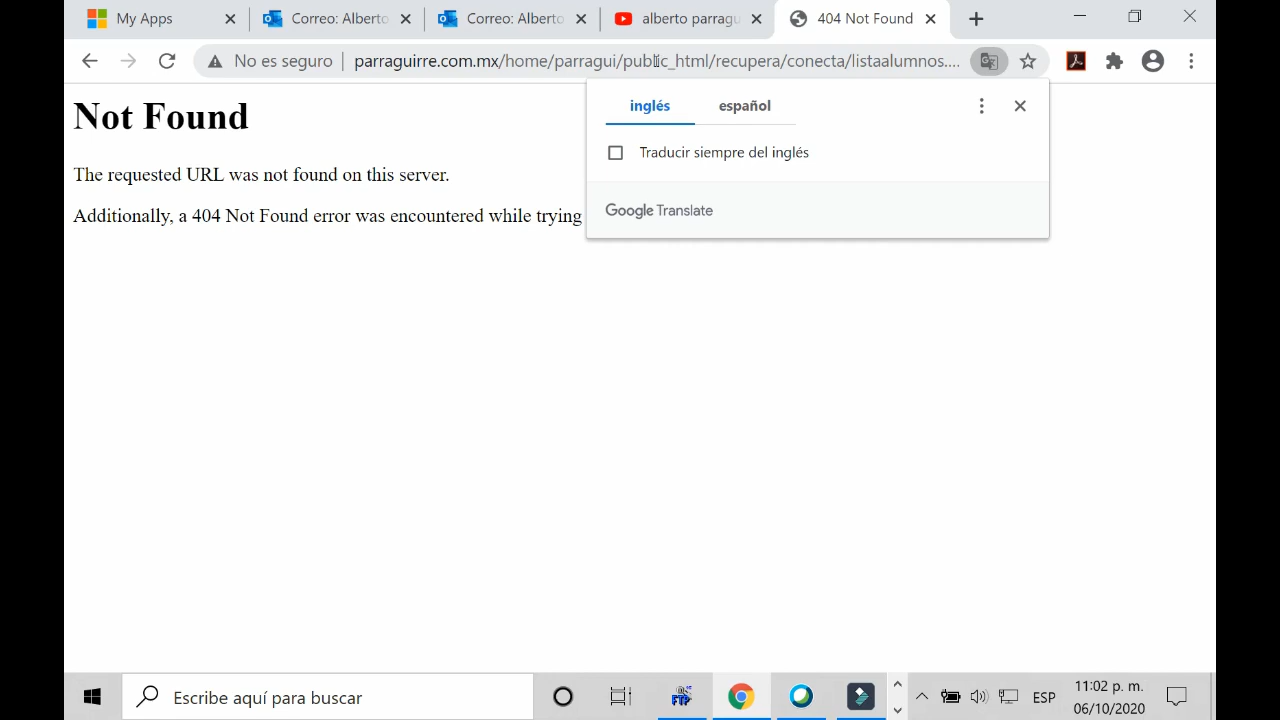 My Apps
Correo: Alberto
Correo: Alberto
alberto parragu
404 Not Found
No es seguro
parraguirre.com.mx/home/parragui/public_html/recupera/conecta/listaalumnos....
Not Found
The requested URL was not found on this server.
Additionally, a 404 Not Found error was encountered while trying
inglés
español
Traducir siempre del inglés
Google Translate
Escribe aquí para buscar
FTP
ESP
11:02 p. m.
06/10/2020